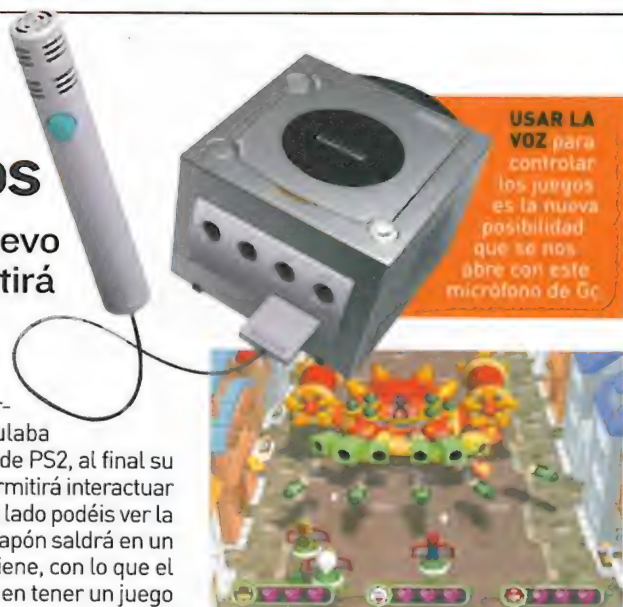 os
evo
tirá
r-
ulaba
de PS2, al final su
rmitirá interactuar
lado podéis ver la
apón saldrá en un
iene, con lo que el
en tener un juego
USAR LA
VOZ para
controlar
los juegos
es la nueva
posibilidad
que se nos
abre con este
micrófono de Gc